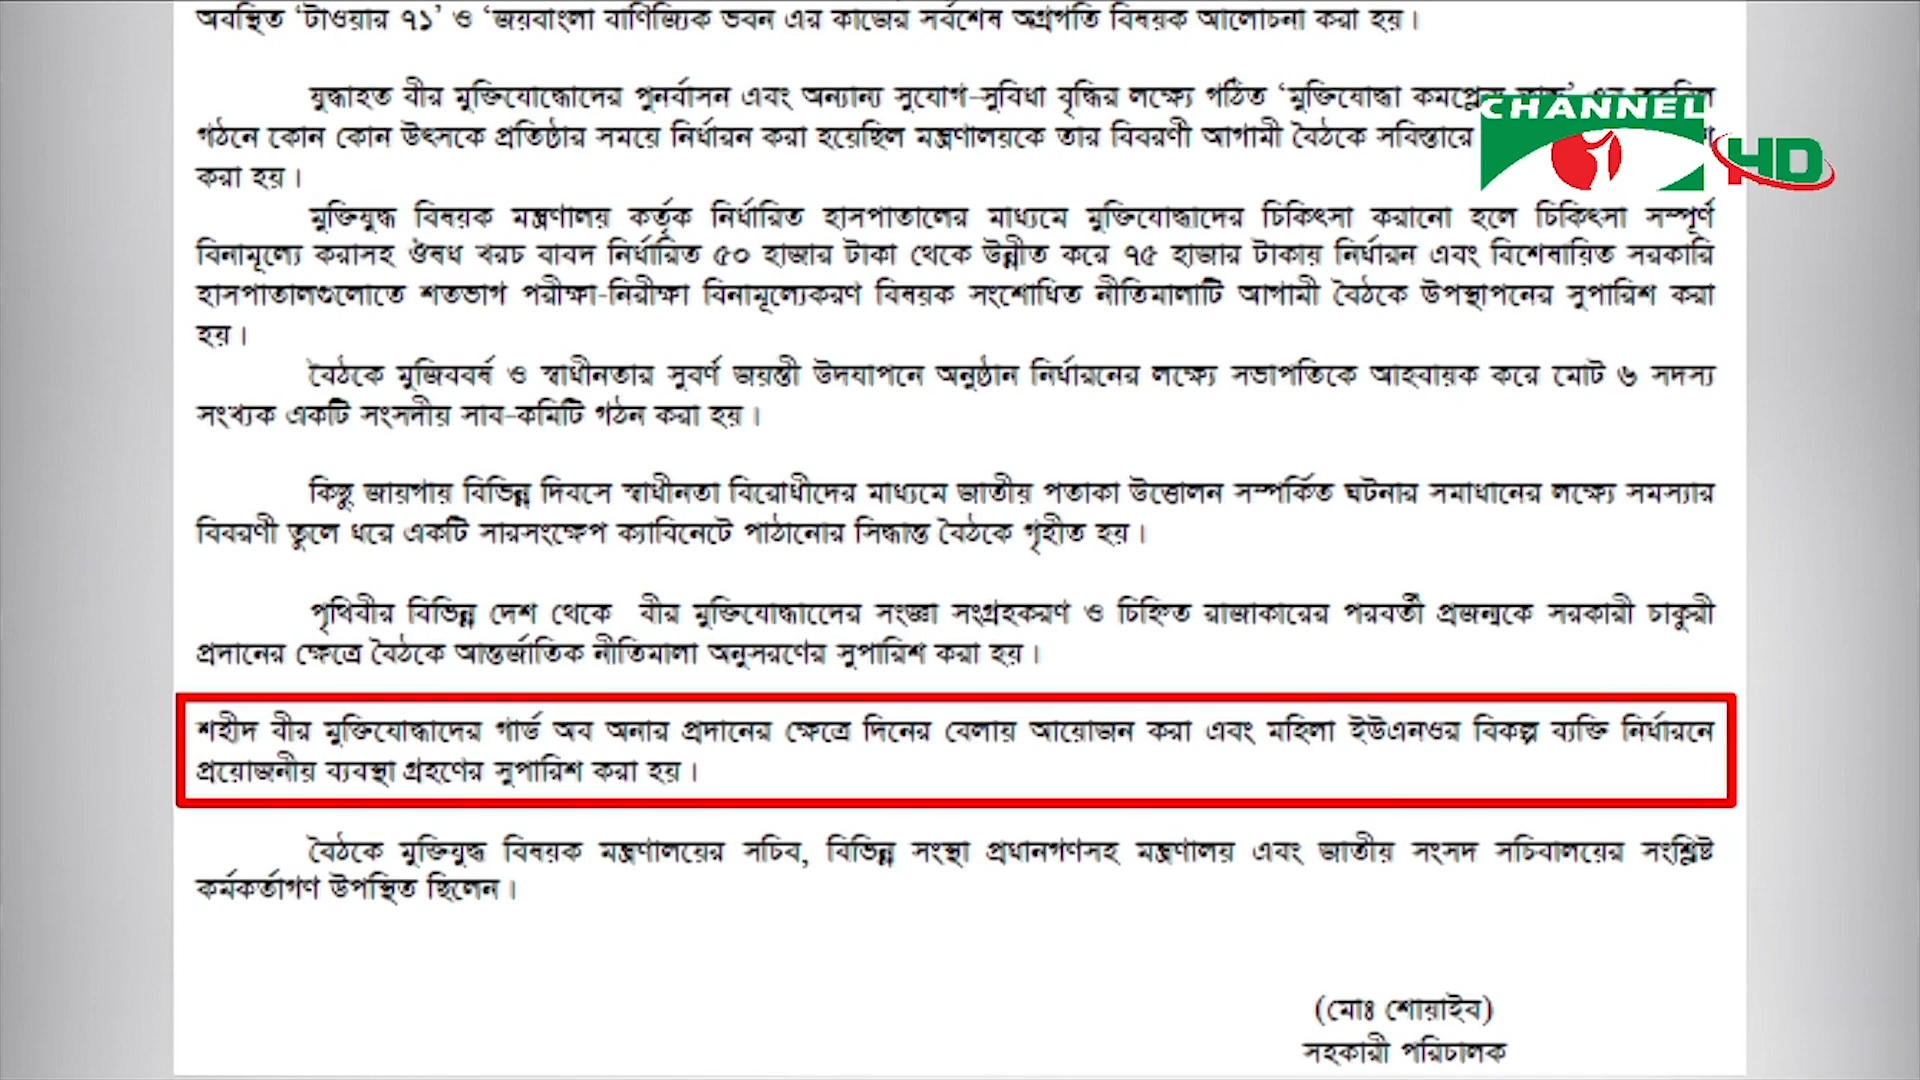 অবস্থিত ‘টাওয়ার ৭১’ ও ‘জয়বাংলা বাণিজ্যিক ভবন এর কাজের সর্বশেষ অগ্রগতি বিষয়ক আলোচনা করা হয়।
যুদ্ধাহত বীর মুক্তিযোদ্ধোদের পুনর্বাসন এবং অন্যান্য সুযোগ-সুবিধা বৃদ্ধির লক্ষ্যে গঠিত ‘মুক্তিযোদ্ধা
গঠনে কোন কোন উৎসকে প্রতিষ্ঠার সময়ে নির্ধারন করা হয়েছিল মন্ত্রণালয়কে তার বিবরণী আগামী বৈঠকে সবিস্তারে
করা হয়।
মুক্তিযুদ্ধ বিষয়ক মন্ত্রণালয় কর্তৃক নির্ধারিত হাসপাতালের মাধ্যমে মুক্তিযোদ্ধাদের চিকিৎসা করানো হলে চিকিৎসা সম্পূর্ণ
বিনামূল্যে করাসহ ঔষধ খরচ বাবদ নির্ধারিত ৫০ হাজার টাকা থেকে উন্নীত করে ৭৫ হাজার টাকায় নির্ধারন এবং বিশেষায়িত সরকারি
হাসপাতালগুলোতে শতভাগ পরীক্ষা-নিরীক্ষা বিনামূল্যেকরণ বিষয়ক সংশোধিত নীতিমালাটি আগামী বৈঠকে উপস্থাপনের সুপারিশ করা
হয়।
বৈঠকে মুজিববর্ষ ও স্বাধীনতার সুবর্ণ জয়ন্তী উদযাপনে অনুষ্ঠান নির্ধারনের লক্ষ্যে সভাপতিকে আহবায়ক করে মোট ৬ সদস্য
সংখ্যক একটি সংসদীয় সাব-কমিটি গঠন করা হয়।
কিছু জায়গায় বিভিন্ন দিবসে স্বাধীনতা বিরোধীদের মাধ্যমে জাতীয় পতাকা উত্তোলন সম্পর্কিত ঘটনার সমাধানের লক্ষ্যে সমস্যার
বিবরণী তুলে ধরে একটি সারসংক্ষেপ ক্যাবিনেটে পাঠানোর সিদ্ধান্ত বৈঠকে গৃহীত হয়।
পৃথিবীর বিভিন্ন দেশ থেকে বীর মুক্তিযোদ্ধাদের সংজ্ঞা সংগ্রহকরণ ও চিহ্নিত রাজাকারের পরবর্তী প্রজন্মকে সরকারী চাকুরী
প্রদানের ক্ষেত্রে বৈঠকে আন্তর্জাতিক নীতিমালা অনুসরণের সুপারিশ করা হয়।
শহীদ বীর মুক্তিযোদ্ধাদের গার্ড অব অনার প্রদানের ক্ষেত্রে দিনের বেলায় আয়োজন করা এবং মহিলা ইউএনওর বিকল্প ব্যক্তি নির্ধারনে
প্রয়োজনীয় ব্যবস্থা গ্রহণের সুপারিশ করা হয়।
বৈঠকে মুক্তিযুদ্ধ বিষয়ক মন্ত্রণালয়ের সচিব, বিভিন্ন সংস্থা প্রধানগণসহ মন্ত্রণালয় এবং জাতীয় সংসদ সচিবালয়ের সংশ্লিষ্ট
কর্মকর্তাগণ উপস্থিত ছিলেন।
(মোঃ শোয়াইব)
সহকারী পরিচালক
CHANNEL
HD